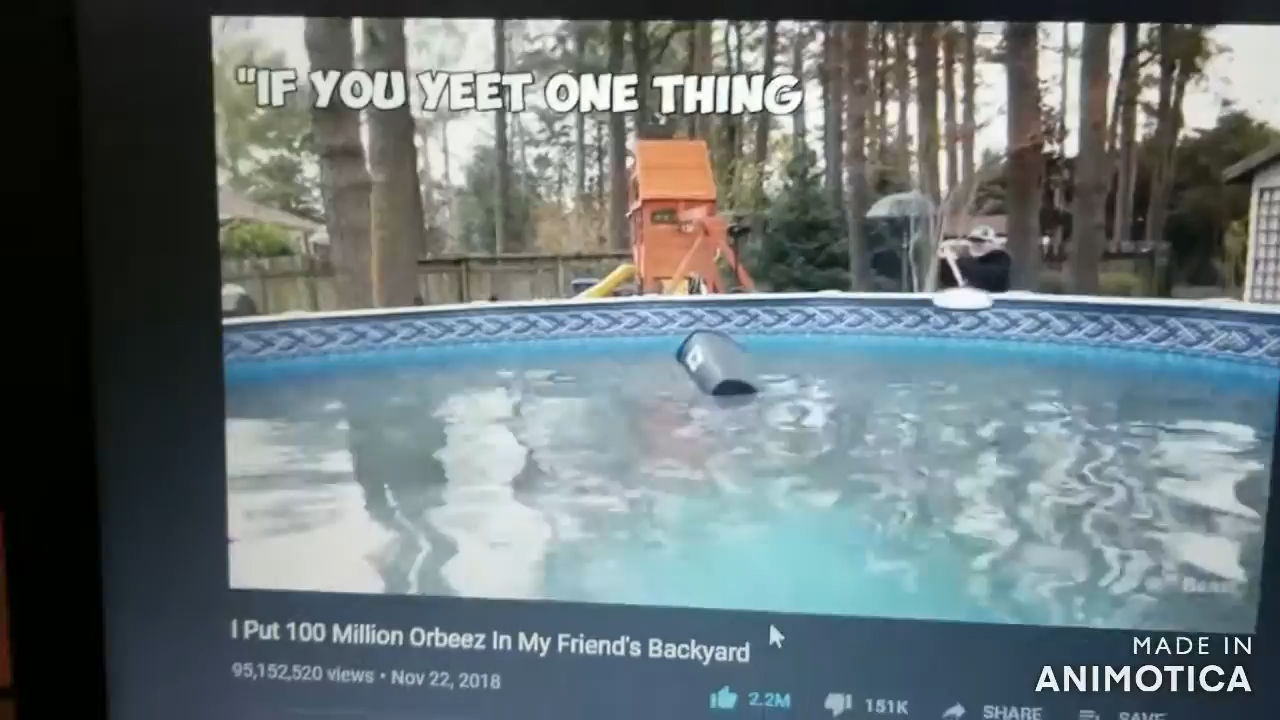 "IF YOU YEET ONE THING
I Put 100 Million Orbeez In My Friend's Backyard
95,152,520 views • Nov 22, 2018
2.2M
151K
SHARE
SAVE
MADE IN
ANIMOTICA